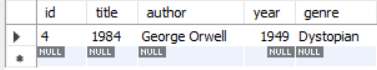 id title author year genre
4 1984 George Orwell 1949 Dystopian
NULL NULL NULL NULL NULL